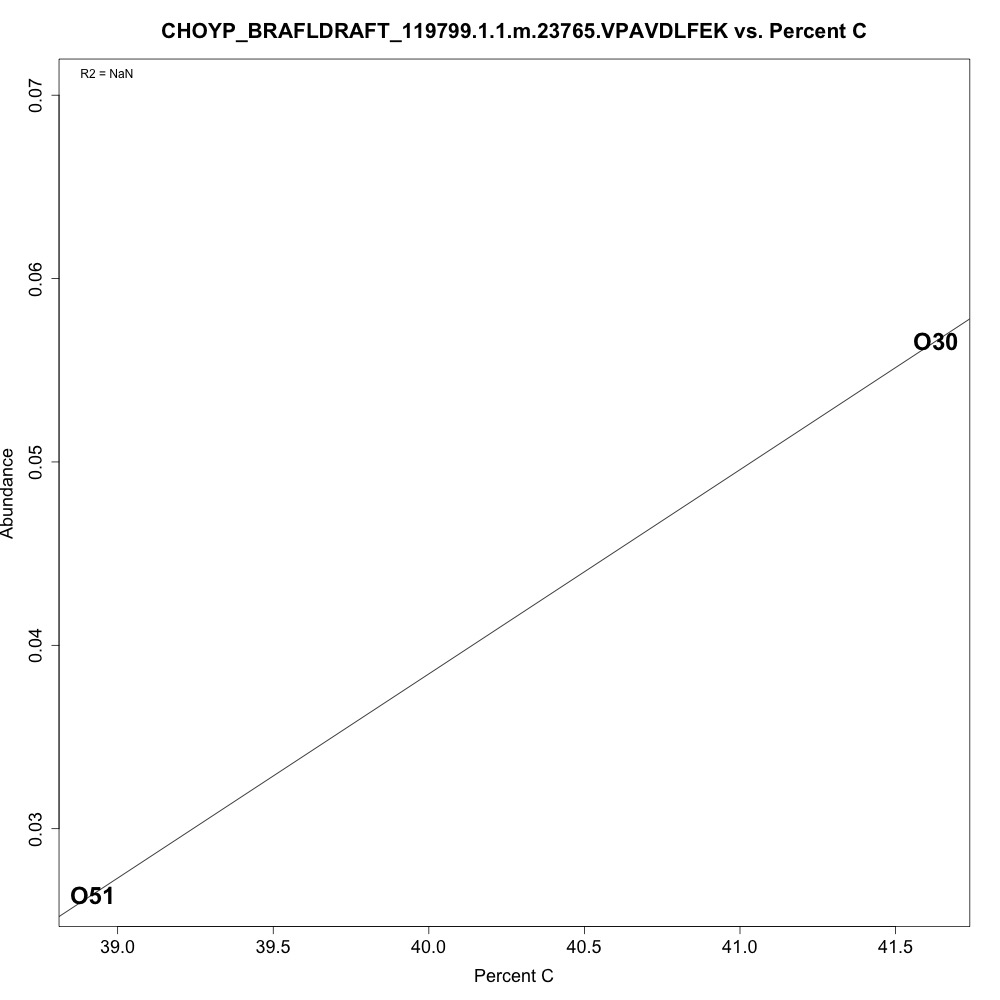 CHOYP_BRAFLDRAFT_119799.1.1.m.23765.VPAVDLFEK vs. Percent C
R2 = NaN
0.07
0.06
0.05
0.04
0.03
Abundance
O30
O51
39.0 39.5 40.0 40.5 41.0 41.5
Percent C